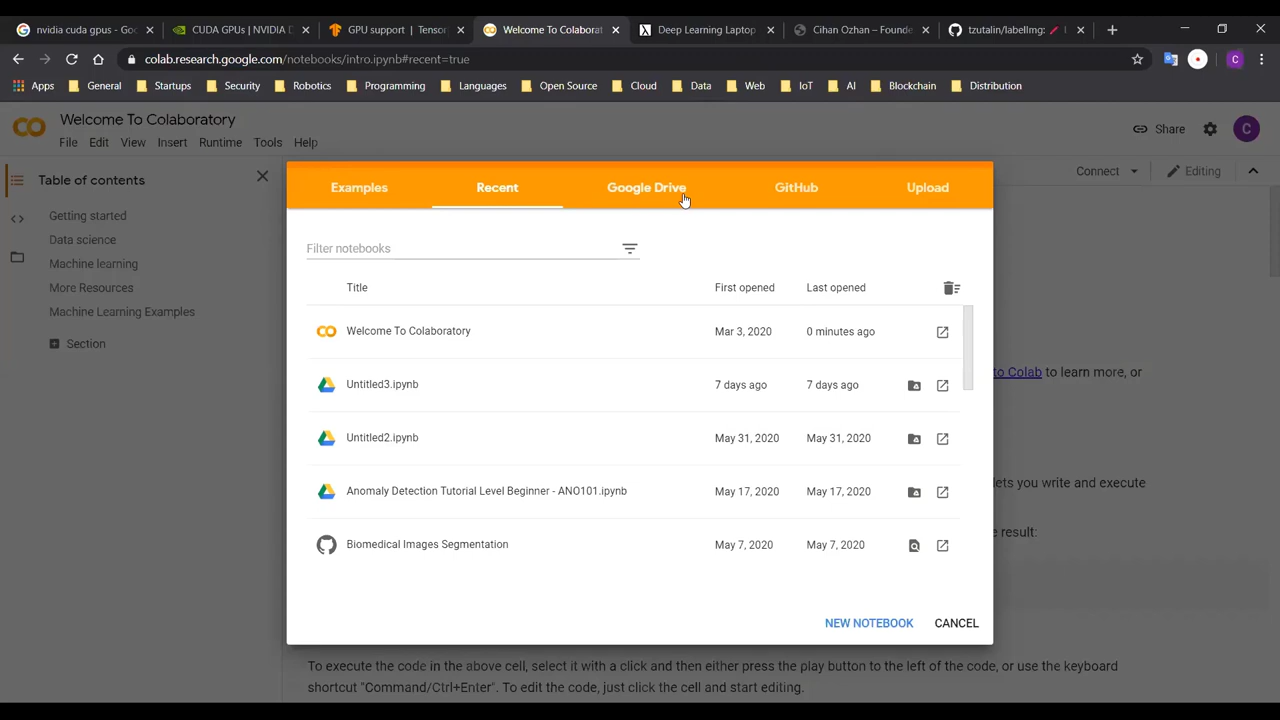 nvidia cuda gpus - Goo
CUDA GPUs | NVIDIA D
GPU support | Tensor
Welcome To Colaborat
Deep Learning Laptop
Cihan Ozhan – Founde
tzutalin/labelImg:
colab.research.google.com/notebooks/intro.ipynb#recent=true
C
Apps General Startups Security Robotics Programming Languages Open Source Cloud Data Web IoT AI Blockchain Distribution
Welcome To Colaboratory
File Edit View Insert Runtime Tools Help
Share
C
Table of contents
Connect
Editing
Getting started
Data science
Machine learning
More Resources
Machine Learning Examples
Section
Examples Recent Google Drive GitHub Upload
Filter notebooks
Title First opened Last opened
Welcome To Colaboratory Mar 3, 2020 0 minutes ago
Untitled3.ipynb 7 days ago 7 days ago
to Colab to learn more, or
Untitled2.ipynb May 31, 2020 May 31, 2020
Anomaly Detection Tutorial Level Beginner - ANO101.ipynb May 17, 2020 May 17, 2020
lets you write and execute
e result:
Biomedical Images Segmentation May 7, 2020 May 7, 2020
NEW NOTEBOOK CANCEL
To execute the code in the above cell, select it with a click and then either press the play button to the left of the code, or use the keyboard
shortcut "Command/Ctrl+Enter". To edit the code, just click the cell and start editing.